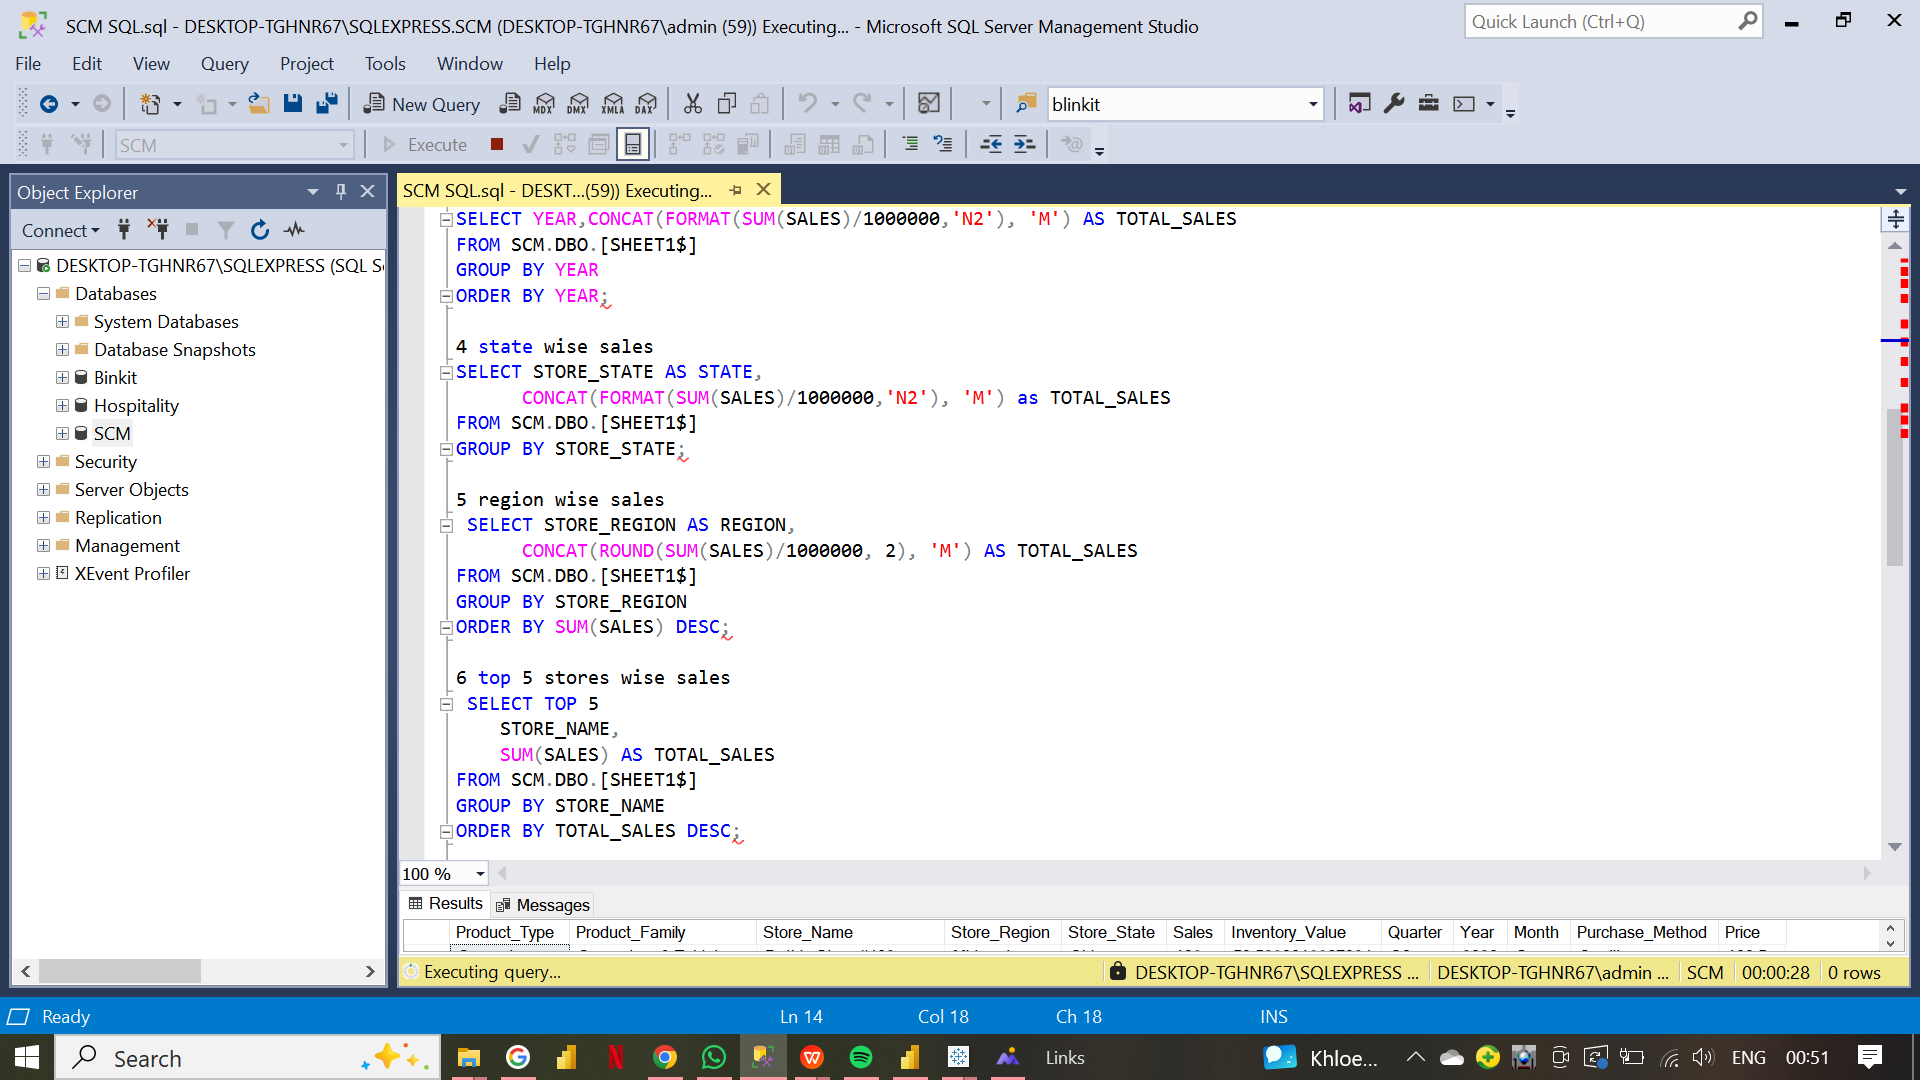 SCM SQL.sql - DESKTOP-TGHNR67\SQLEXPRESS.SCM (DESKTOP-TGHNR67\admin (59)) Executing... - Microsoft SQL Server Management Studio
Quick Launch (Ctrl+Q)
File Edit View Query Project Tools Window Help
New Query MDX DMX XMLA DAX blinkit
SCM Execute
Object Explorer
Connect
DESKTOP-TGHNR67\SQLEXPRESS (SQL S
Databases
System Databases
Database Snapshots
Binkit
Hospitality
SCM
Security
Server Objects
Replication
Management
XEvent Profiler
SCM SQL.sql - DESKT...(59)) Executing...
SELECT YEAR,CONCAT(FORMAT(SUM(SALES)/1000000,'N2'), 'M') AS TOTAL_SALES
FROM SCM.DBO.[SHEET1$]
GROUP BY YEAR
ORDER BY YEAR;
4 state wise sales
SELECT STORE_STATE AS STATE,
CONCAT(FORMAT(SUM(SALES)/1000000,'N2'), 'M') as TOTAL_SALES
FROM SCM.DBO.[SHEET1$]
GROUP BY STORE_STATE;
5 region wise sales
SELECT STORE_REGION AS REGION,
CONCAT(ROUND(SUM(SALES)/1000000, 2), 'M') AS TOTAL_SALES
FROM SCM.DBO.[SHEET1$]
GROUP BY STORE_REGION
ORDER BY SUM(SALES) DESC;
6 top 5 stores wise sales
SELECT TOP 5
STORE_NAME,
SUM(SALES) AS TOTAL_SALES
FROM SCM.DBO.[SHEET1$]
GROUP BY STORE_NAME
ORDER BY TOTAL_SALES DESC;
100 %
Results Messages
Product_Type Product_Family Store_Name Store_Region Store_State Sales Inventory_Value Quarter Year Month Purchase_Method Price
Executing query... DESKTOP-TGHNR67\SQLEXPRESS ... DESKTOP-TGHNR67\admin ... SCM 00:00:28 0 rows
Ready Ln 14 Col 18 Ch 18 INS
Search Links Khloe... ENG 00:51